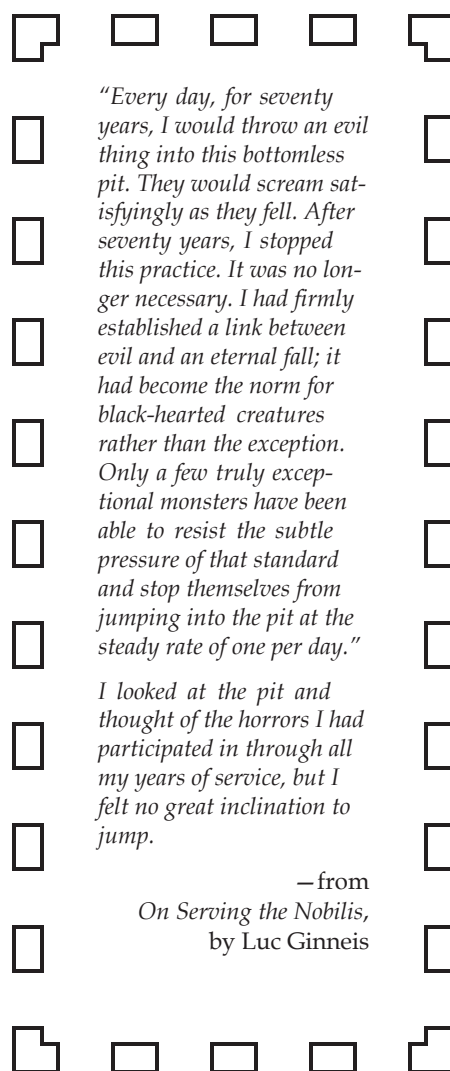 “Every day, for seventy
years, I would throw an evil
thing into this bottomless
pit. They would scream sat-
isfyingly as they fell. After
seventy years, I stopped
this practice. It was no lon-
ger necessary. I had firmly
established a link between
evil and an eternal fall; it
had become the norm for
black-hearted creatures
rather than the exception.
Only a few truly excep-
tional monsters have been
able to resist the subtle
pressure of that standard
and stop themselves from
jumping into the pit at the
steady rate of one per day.”
I looked at the pit and
thought of the horrors I had
participated in through all
my years of service, but I
felt no great inclination to
jump.
—from
On Serving the Nobilis,
by Luc Ginneis